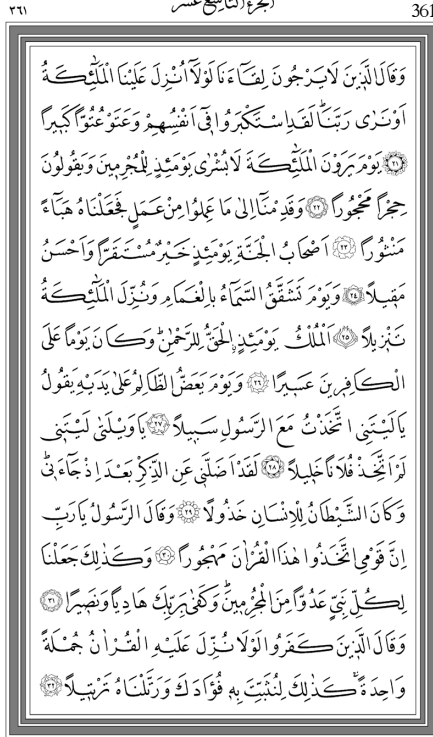 361 الجزء التاسع عشر ٣٦١
وَقَالَ الَّذِينَ لَا يَرْجُونَ لِقَٓاءَنَا لَوْلَٓا اُنْزِلَ عَلَيْنَا الْمَلٰٓئِكَةُ
اَوْ نَرٰى رَبَّنَاۜ لَقَدِ اسْتَكْبَرُوا فِٓى اَنْفُسِهِمْ وَعَتَوْ عُتُوًّا كَبِيرًا
﴿٢١﴾ يَوْمَ يَرَوْنَ الْمَلٰٓئِكَةَ لَا بُشْرٰى يَوْمَئِذٍ لِلْمُجْرِمِينَ وَيَقُولُونَ
حِجْرًا مَحْجُورًا ﴿٢٢﴾ وَقَدِمْنَٓا اِلٰى مَا عَمِلُوا مِنْ عَمَلٍ فَجَعَلْنَاهُ هَبَٓاءً
مَنْثُورًا ﴿٢٣﴾ اَصْحَابُ الْجَنَّةِ يَوْمَئِذٍ خَيْرٌ مُسْتَقَرًّا وَاَحْسَنُ
مَقِيلًا ﴿٢٤﴾ وَيَوْمَ تَشَقَّقُ السَّمَٓاءُ بِالْغَمَامِ وَنُزِّلَ الْمَلٰٓئِكَةُ
تَنْزِيلًا ﴿٢٥﴾ اَلْمُلْكُ يَوْمَئِذٍ الْحَقُّ لِلرَّحْمٰنِۜ وَكَانَ يَوْمًا عَلَى
الْكَافِرِينَ عَسِيرًا ﴿٢٦﴾ وَيَوْمَ يَعَضُّ الظَّالِمُ عَلٰى يَدَيْهِ يَقُولُ
يَالَيْتَنِى اتَّخَذْتُ مَعَ الرَّسُولِ سَبِيلًا ﴿٢٧﴾ يَاوَيْلَتٰى لَيْتَنِى
لَمْ اَتَّخِذْ فُلَانًا خَلِيلًا ﴿٢٨﴾ لَقَدْ اَضَلَّنِى عَنِ الذِّكْرِ بَعْدَ اِذْ جَٓاءَنِىۜ
وَكَانَ الشَّيْطَانُ لِلْاِنْسَانِ خَذُولًا ﴿٢٩﴾ وَقَالَ الرَّسُولُ يَارَبِّ
اِنَّ قَوْمِى اتَّخَذُوا هٰذَا الْقُرْاٰنَ مَهْجُورًا ﴿٣٠﴾ وَكَذٰلِكَ جَعَلْنَا
لِكُلِّ نَبِىٍّ عَدُوًّا مِنَ الْمُجْرِمِينَۜ وَكَفٰى بِرَبِّكَ هَادِيًا وَنَصِيرًا ﴿٣١﴾
وَقَالَ الَّذِينَ كَفَرُوا لَوْلَا نُزِّلَ عَلَيْهِ الْقُرْاٰنُ جُمْلَةً
وَاحِدَةًۚ كَذٰلِكَ لِنُثَبِّتَ بِهٖ فُؤَادَكَ وَرَتَّلْنَاهُ تَرْتِيلًا ﴿٣٢﴾